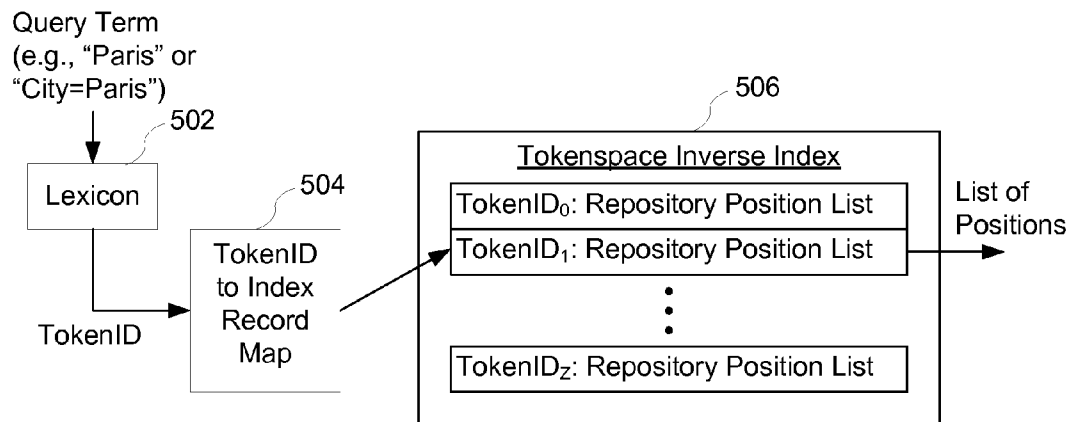 Query Term
(e.g., “Paris” or
“City=Paris”)
502
Lexicon
TokenID
504
TokenID
to Index
Record
Map
506
Tokenspace Inverse Index
TokenID₀: Repository Position List
TokenID₁: Repository Position List
TokenIDZ: Repository Position List
List of
Positions